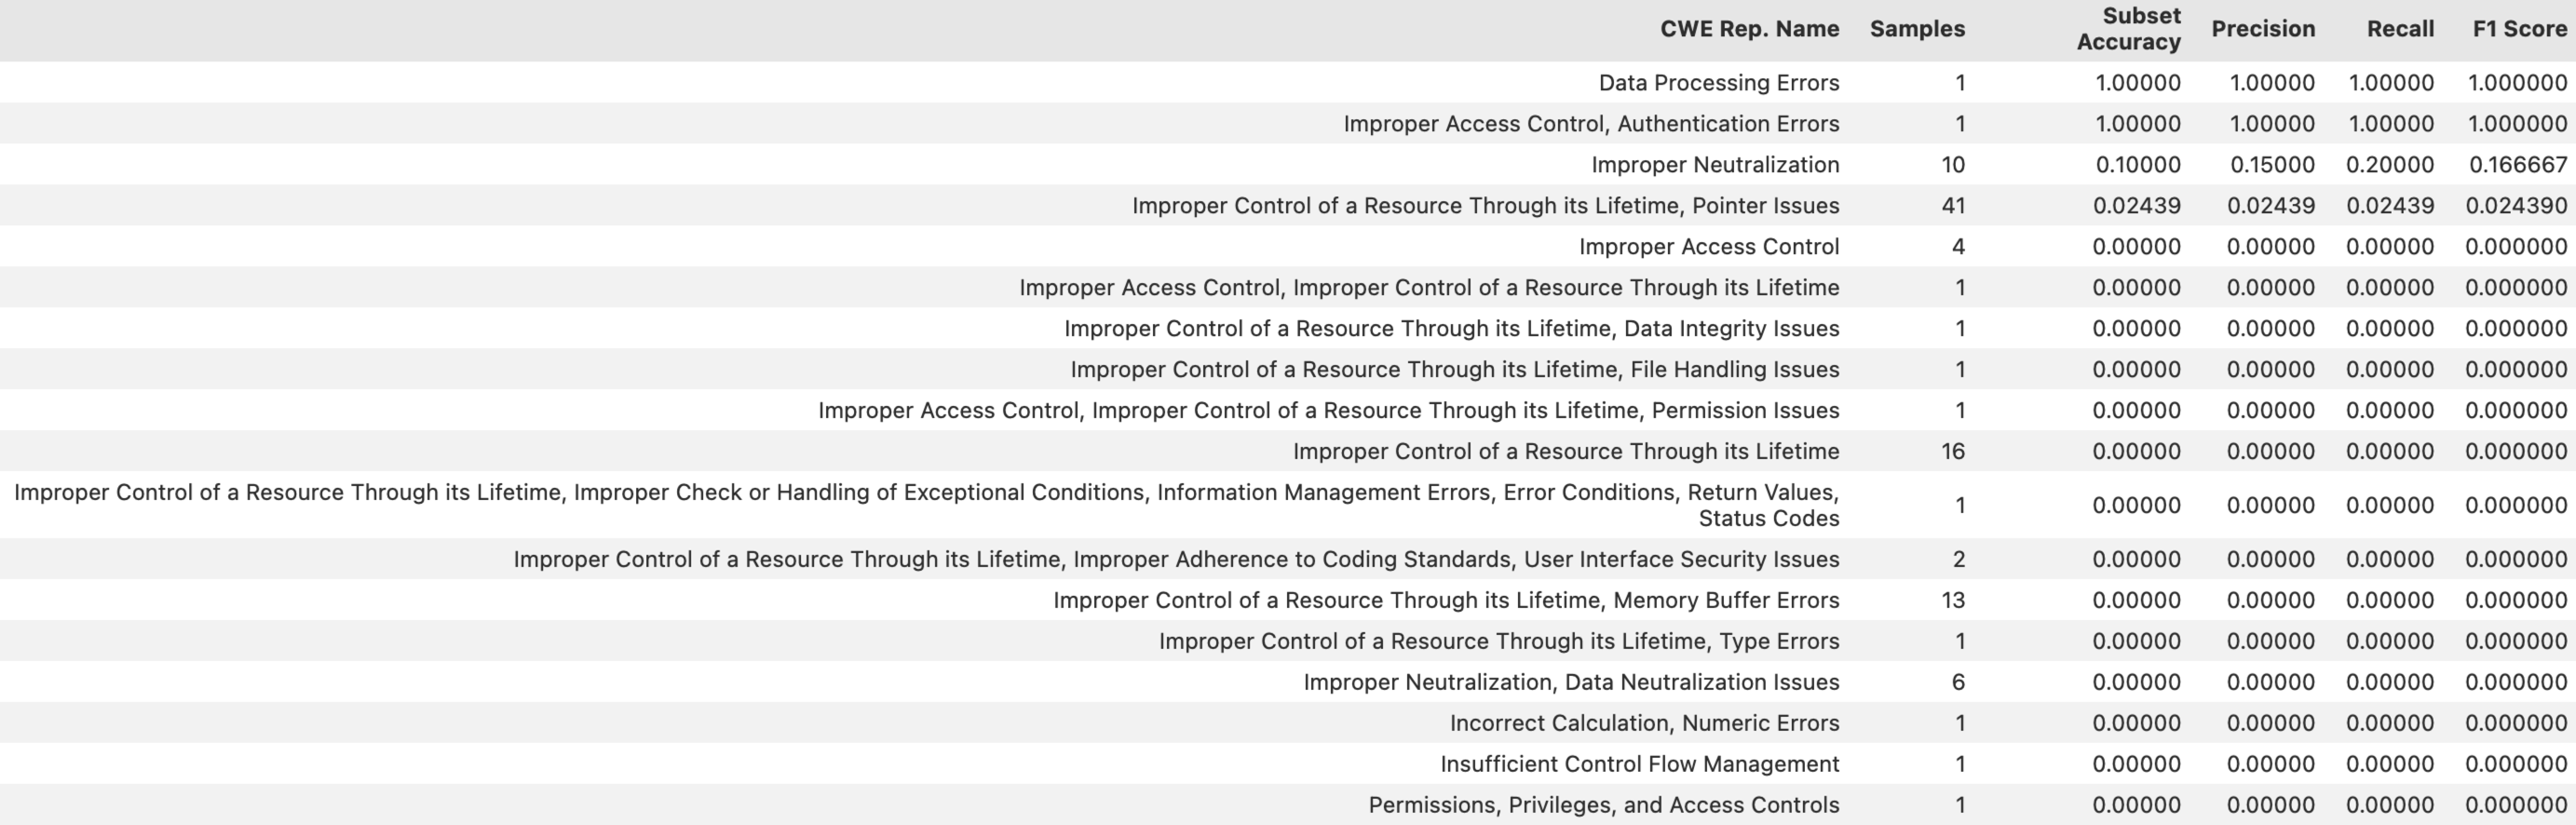 CWE Rep. Name Samples Subset Accuracy Precision Recall F1 Score
Data Processing Errors 1 1.00000 1.00000 1.00000 1.000000
Improper Access Control, Authentication Errors 1 1.00000 1.00000 1.00000 1.000000
Improper Neutralization 10 0.10000 0.15000 0.20000 0.166667
Improper Control of a Resource Through its Lifetime, Pointer Issues 41 0.02439 0.02439 0.02439 0.024390
Improper Access Control 4 0.00000 0.00000 0.00000 0.000000
Improper Access Control, Improper Control of a Resource Through its Lifetime 1 0.00000 0.00000 0.00000 0.000000
Improper Control of a Resource Through its Lifetime, Data Integrity Issues 1 0.00000 0.00000 0.00000 0.000000
Improper Control of a Resource Through its Lifetime, File Handling Issues 1 0.00000 0.00000 0.00000 0.000000
Improper Access Control, Improper Control of a Resource Through its Lifetime, Permission Issues 1 0.00000 0.00000 0.00000 0.000000
Improper Control of a Resource Through its Lifetime 16 0.00000 0.00000 0.00000 0.000000
Improper Control of a Resource Through its Lifetime, Improper Check or Handling of Exceptional Conditions, Information Management Errors, Error Conditions, Return Values,
Status Codes 1 0.00000 0.00000 0.00000 0.000000
Improper Control of a Resource Through its Lifetime, Improper Adherence to Coding Standards, User Interface Security Issues 2 0.00000 0.00000 0.00000 0.000000
Improper Control of a Resource Through its Lifetime, Memory Buffer Errors 13 0.00000 0.00000 0.00000 0.000000
Improper Control of a Resource Through its Lifetime, Type Errors 1 0.00000 0.00000 0.00000 0.000000
Improper Neutralization, Data Neutralization Issues 6 0.00000 0.00000 0.00000 0.000000
Incorrect Calculation, Numeric Errors 1 0.00000 0.00000 0.00000 0.000000
Insufficient Control Flow Management 1 0.00000 0.00000 0.00000 0.000000
Permissions, Privileges, and Access Controls 1 0.00000 0.00000 0.00000 0.000000